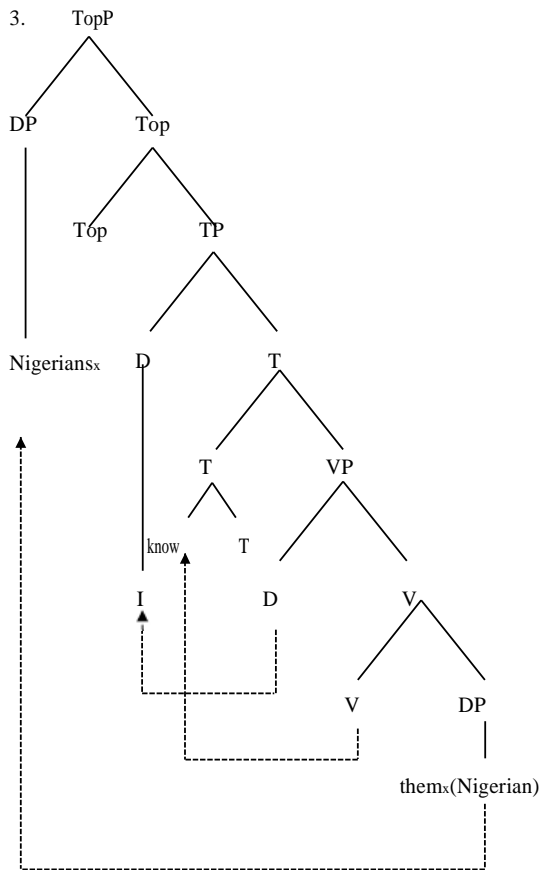 3. TopP
DP Top
Top TP
Nigeriansx D T
T VP
know T
I D V
V DP
themx(Nigerian)